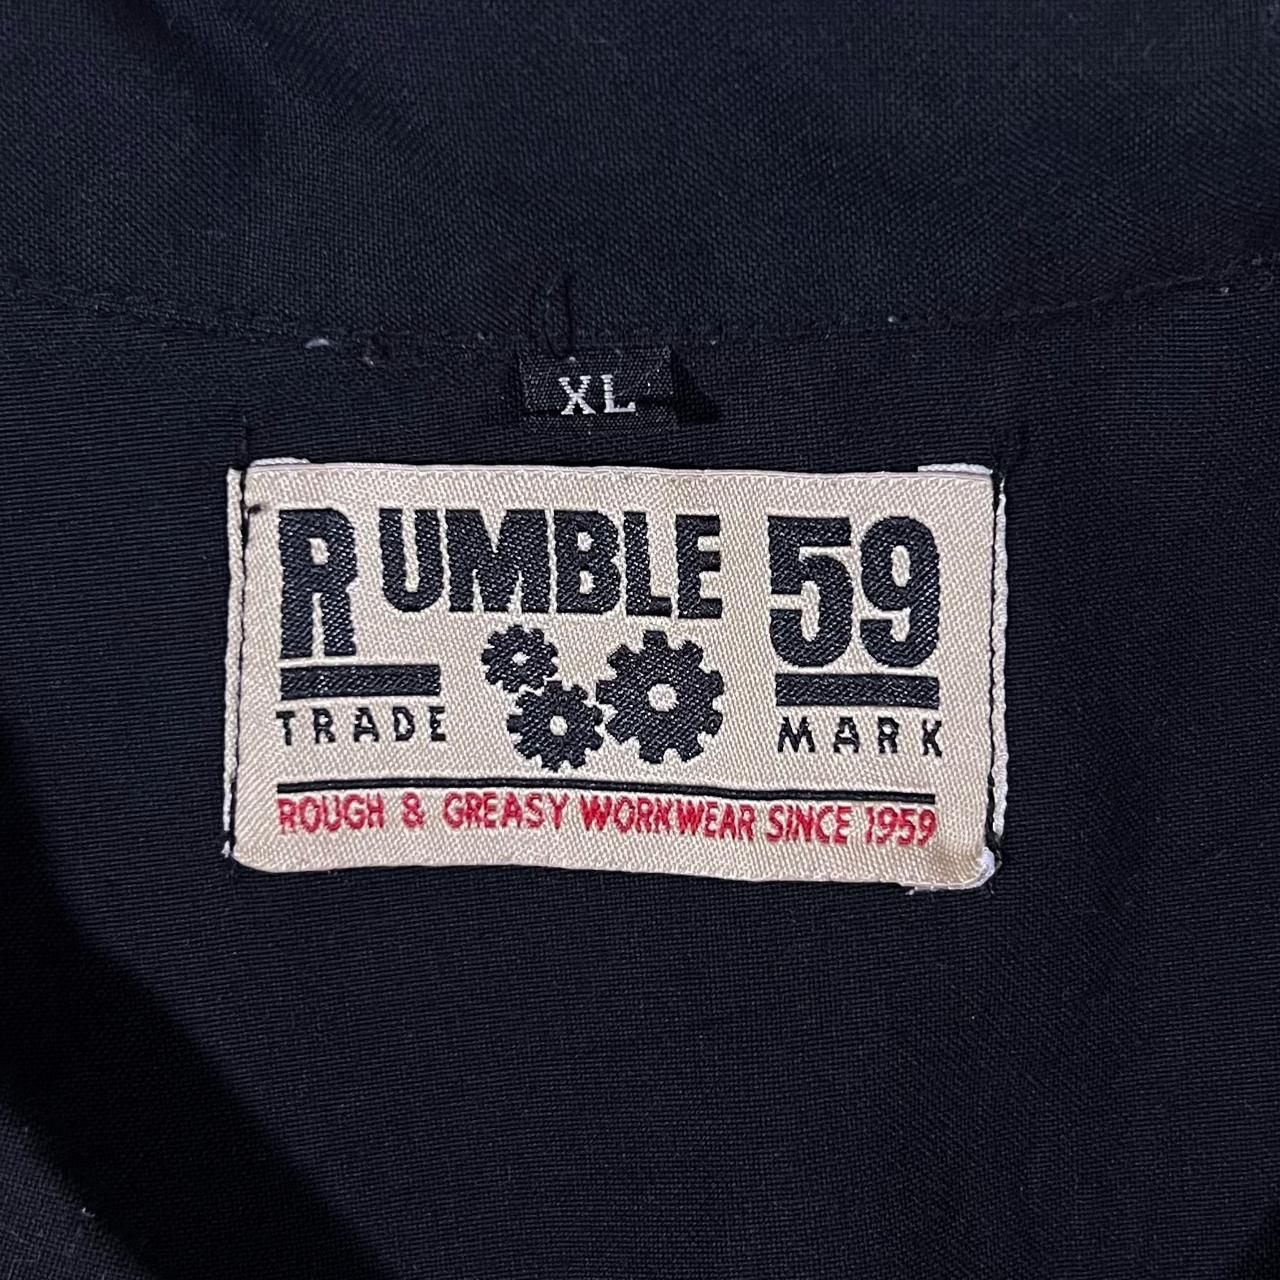 XL
RUMBLE 59
TRADE MARK
ROUGH & GREASY WORKWEAR SINCE 1959